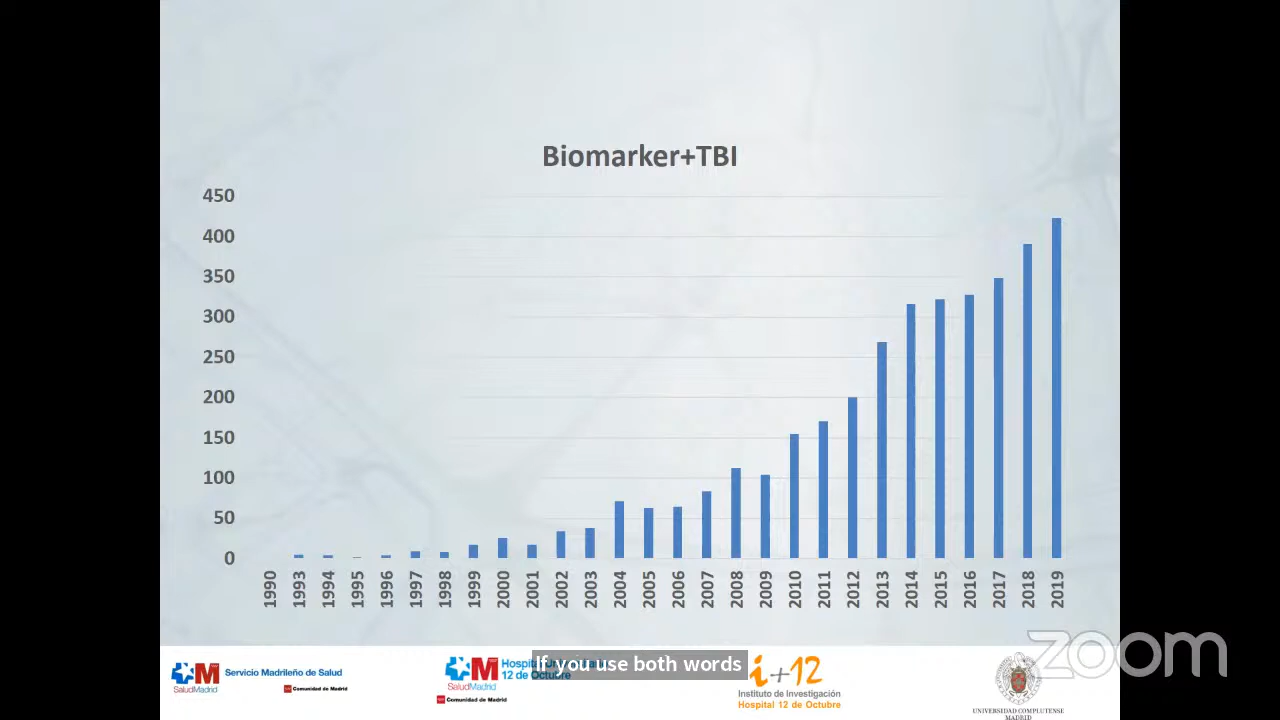 Biomarker+TBI
450
400
350
300
250
200
150
100
50
0
1990 1993 1994 1995 1996 1997 1998 1999 2000 2001 2002 2003 2004 2005 2006 2007 2008 2009 2010 2011 2012 2013 2014 2015 2016 2017 2018 2019
zoom
If you use both words
SaludMadrid
Servicio Madrileño de Salud
Comunidad de Madrid
SaludMadrid
12 de Octubre
Comunidad de Madrid
i+12
Instituto de Investigación
Hospital 12 de Octubre
UNIVERSIDAD COMPLUTENSE
MADRID